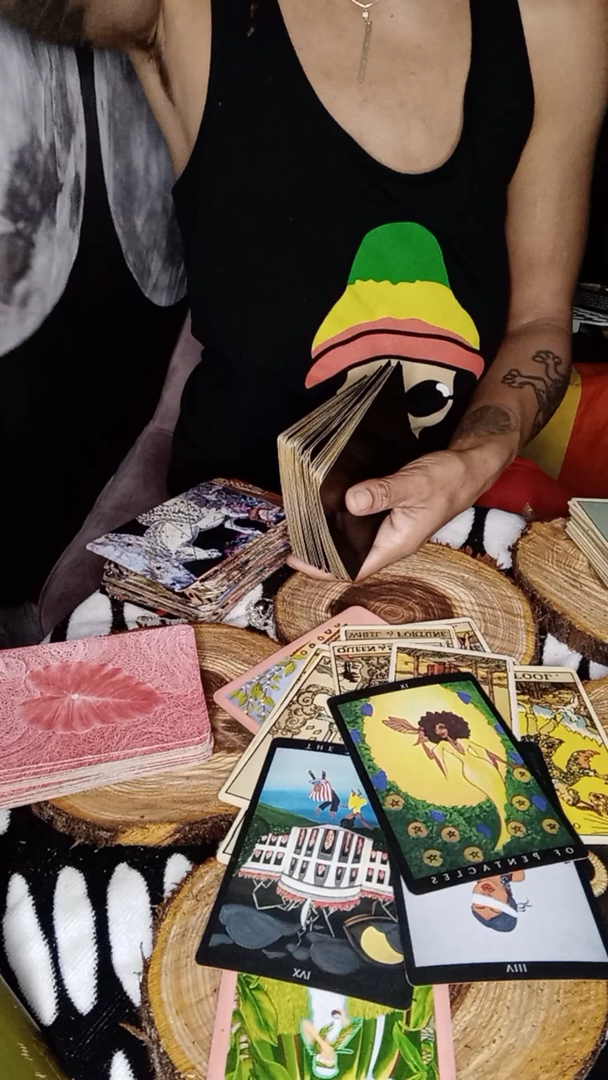 WHEEL of FORTUNE
QUEEN
FOOL.
IX
OF PENTACLES
THE
XVI
VIII